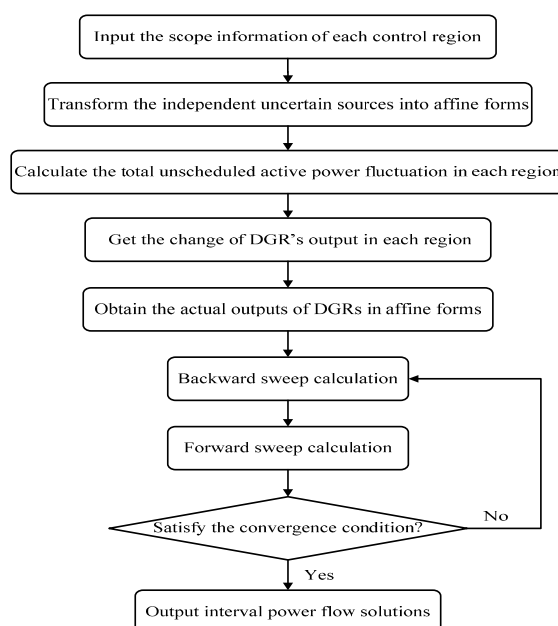 Input the scope information of each control region
Transform the independent uncertain sources into affine forms
Calculate the total unscheduled active power fluctuation in each region
Get the change of DGR's output in each region
Obtain the actual outputs of DGRs in affine forms
Backward sweep calculation
Forward sweep calculation
Satisfy the convergence condition?
No
Yes
Output interval power flow solutions